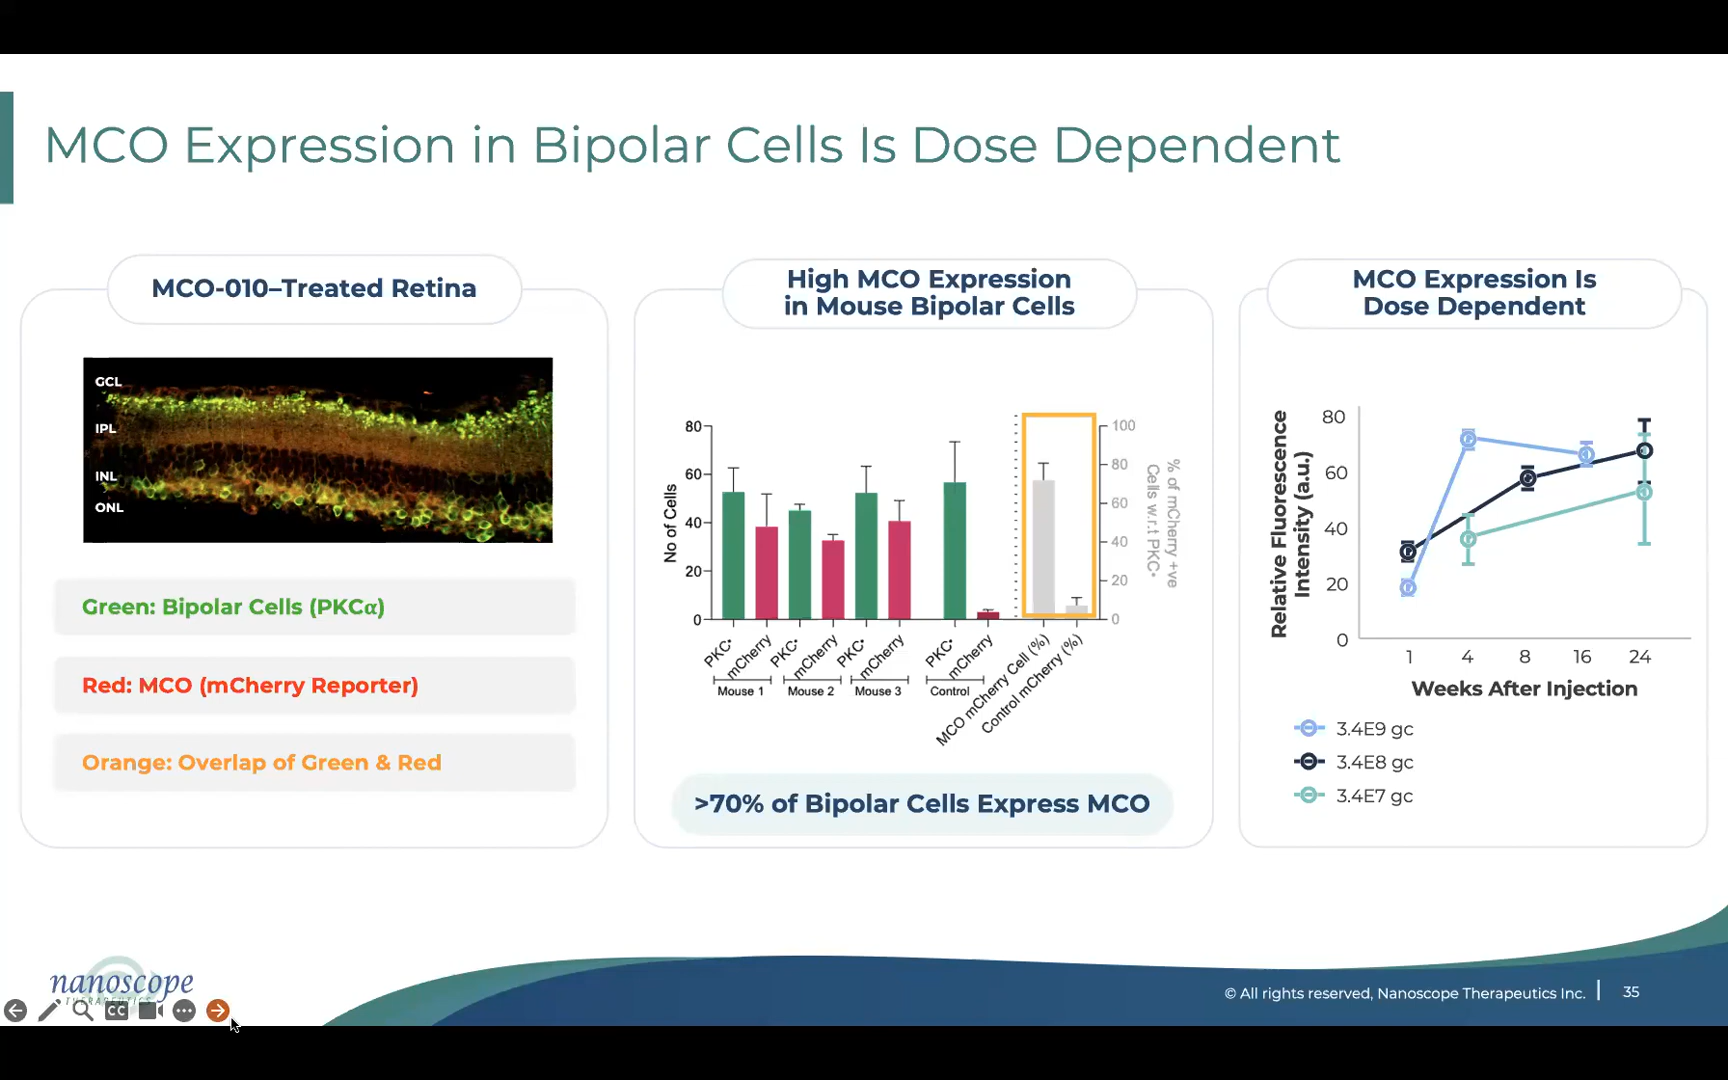 MCO Expression in Bipolar Cells Is Dose Dependent
MCO-010–Treated Retina
GCL
IPL
INL
ONL
Green: Bipolar Cells (PKCα)
Red: MCO (mCherry Reporter)
Orange: Overlap of Green & Red
High MCO Expression
in Mouse Bipolar Cells
No of Cells
80
60
40
20
0
100
80
60
40
20
0
% of mCherry +ve
Cells w.r.t PKC+
PKC+
mCherry
PKC+
mCherry
PKC+
mCherry
PKC+
mCherry
MCO mCherry Cell (%)
Control mCherry (%)
Mouse 1
Mouse 2
Mouse 3
Control
>70% of Bipolar Cells Express MCO
MCO Expression Is
Dose Dependent
Relative Fluorescence
Intensity (a.u.)
80
60
40
20
0
1 4 8 16 24
Weeks After Injection
3.4E9 gc
3.4E8 gc
3.4E7 gc
nanoscope
THERAPEUTICS
CC
© All rights reserved, Nanoscope Therapeutics Inc.
35